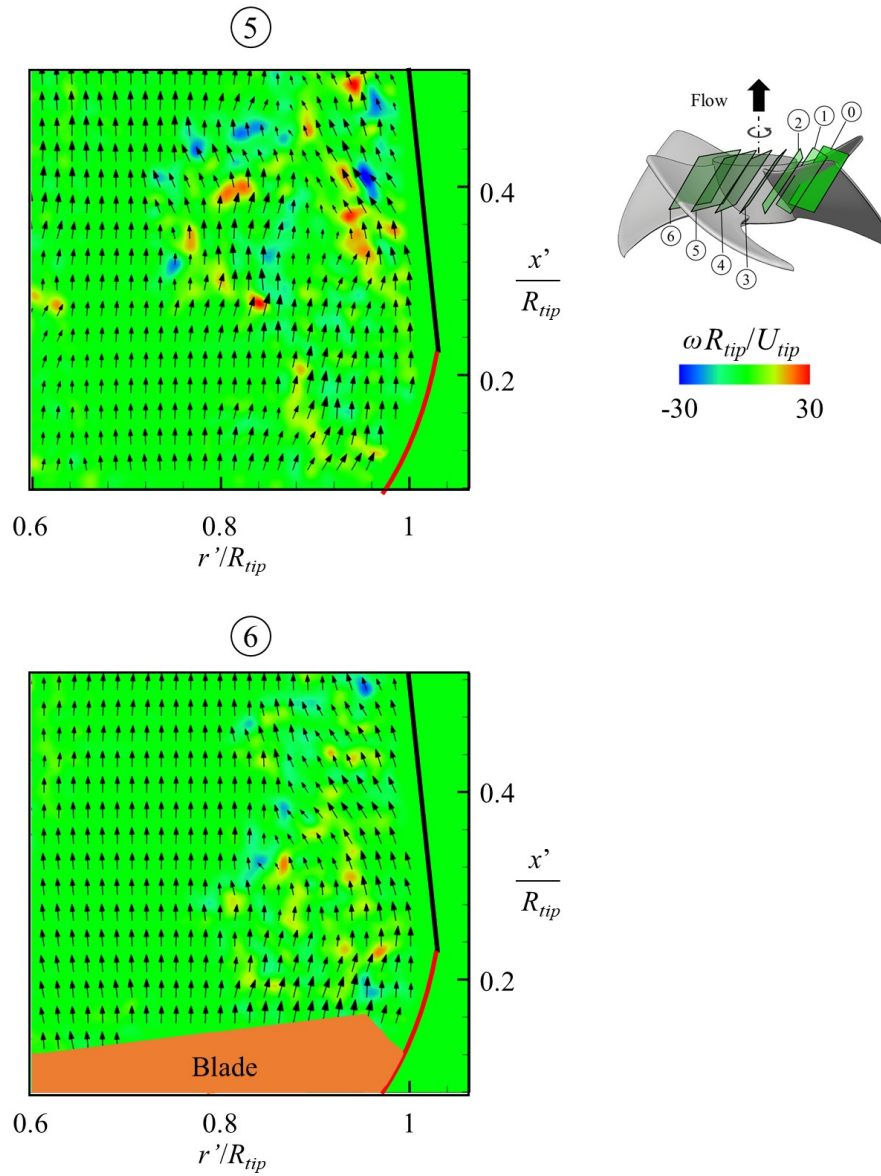 ⑤
0.4
x'
R_tip
0.2
0.6
0.8
1
r'/R_tip
Flow
②
①
⓪
⑥
⑤
④
③
ωR_tip/U_tip
-30
30
⑥
0.4
x'
R_tip
0.2
Blade
0.6
0.8
1
r'/R_tip